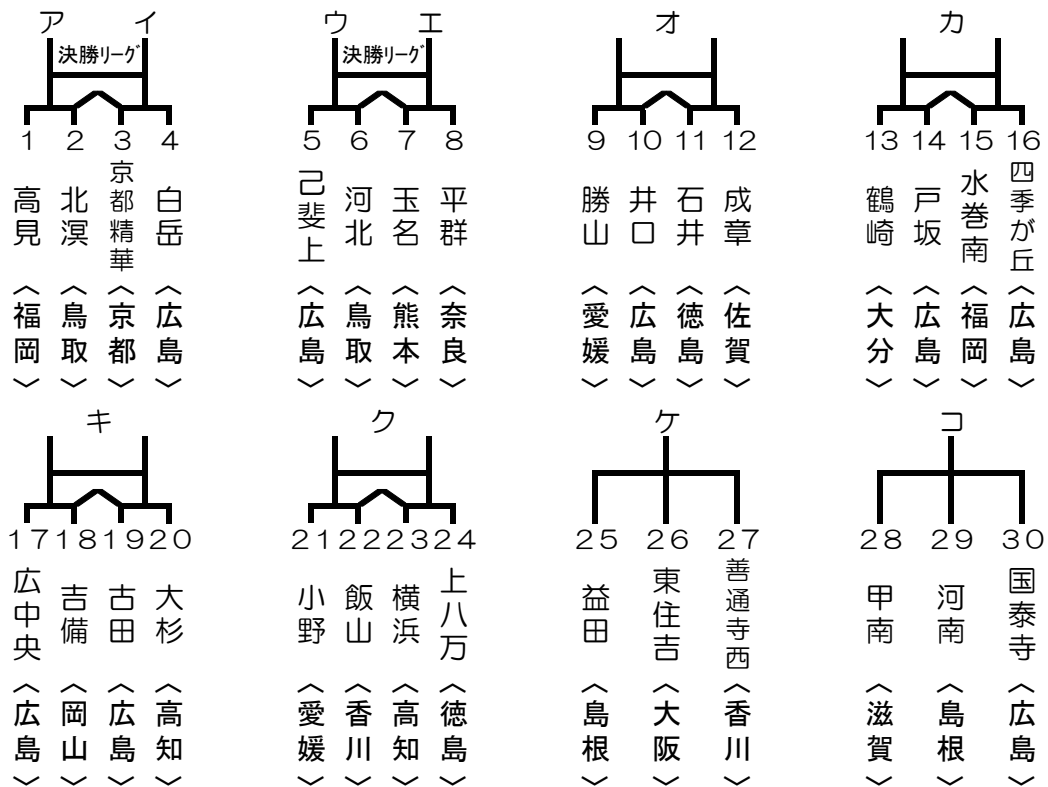 ア イ ウ エ オ カ
決勝リーグ 決勝リーグ
1 2 3 4 5 6 7 8 9 10 11 12 13 14 15 16
高見〈福岡〉
北溟〈鳥取〉
京都精華〈京都〉
白岳〈広島〉
己斐上〈広島〉
河北〈鳥取〉
玉名〈熊本〉
平群〈奈良〉
勝山〈愛媛〉
井口〈広島〉
石井〈徳島〉
成章〈佐賀〉
鶴崎〈大分〉
戸坂〈広島〉
水巻南〈福岡〉
四季が丘〈広島〉
キ ク ケ コ
17 18 19 20 21 22 23 24 25 26 27 28 29 30
広中央〈広島〉
吉備〈岡山〉
古田〈広島〉
大杉〈高知〉
小野〈愛媛〉
飯山〈香川〉
横浜〈高知〉
上八万〈徳島〉
益田〈島根〉
東住吉〈大阪〉
善通寺西〈香川〉
甲南〈滋賀〉
河南〈島根〉
国泰寺〈広島〉